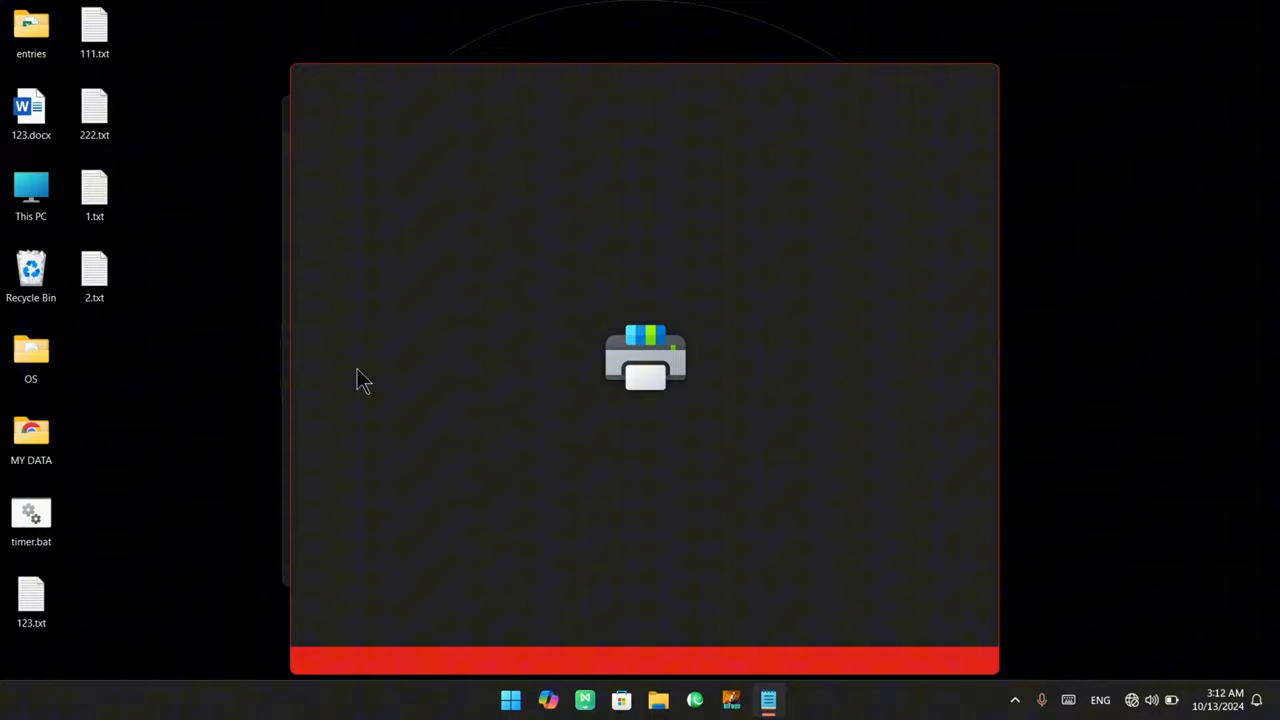 entries
111.txt
123.docx
222.txt
This PC
1.txt
Recycle Bin
2.txt
OS
MY DATA
timer.bat
123.txt
3:12 AM
10/13/2024